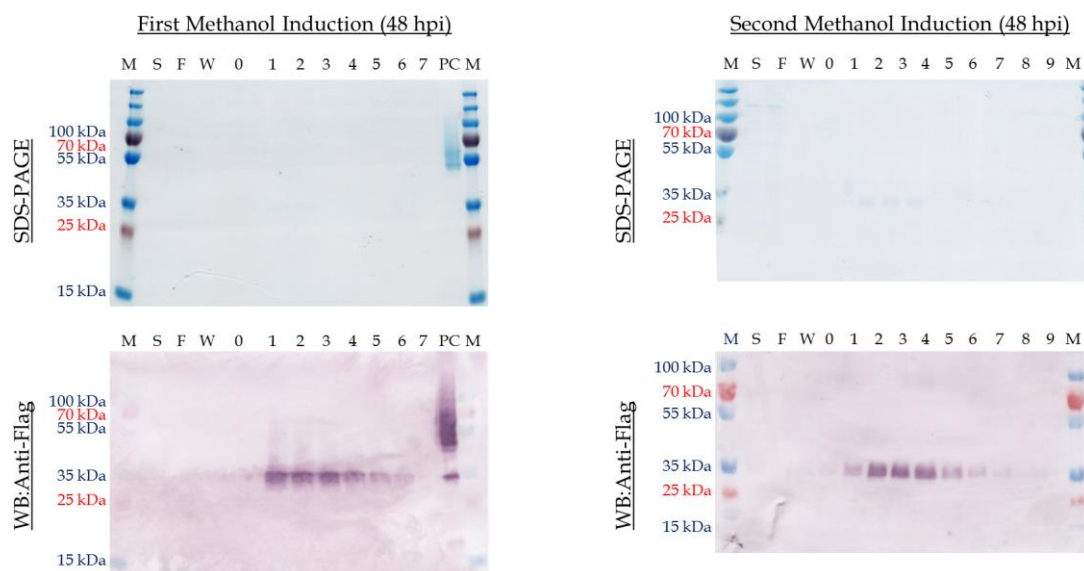 First Methanol Induction (48 hpi)
M S F W 0 1 2 3 4 5 6 7 PC M
SDS-PAGE
100 kDa
70 kDa
55 kDa
35 kDa
25 kDa
15 kDa
M S F W 0 1 2 3 4 5 6 7 PC M
WB:Anti-Flag
100 kDa
70 kDa
55 kDa
35 kDa
25 kDa
15 kDa
Second Methanol Induction (48 hpi)
M S F W 0 1 2 3 4 5 6 7 8 9 M
SDS-PAGE
100 kDa
70 kDa
55 kDa
35 kDa
25 kDa
M S F W 0 1 2 3 4 5 6 7 8 9 M
WB:Anti-Flag
100 kDa
70 kDa
55 kDa
35 kDa
25 kDa
15 kDa